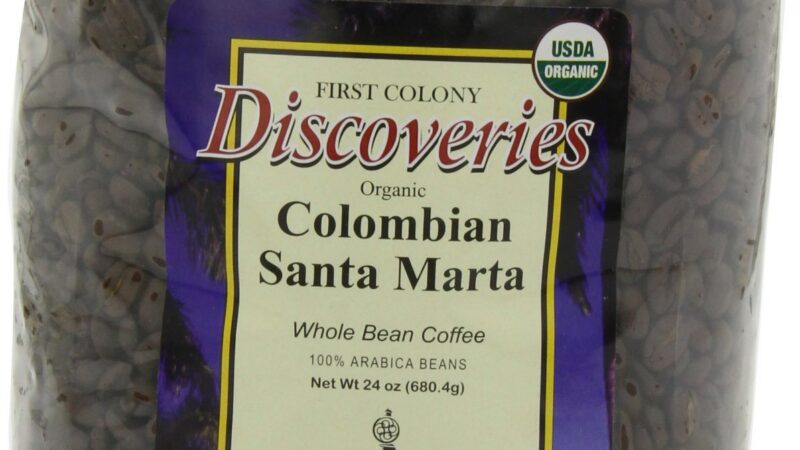 USDA
ORGANIC
FIRST COLONY
Discoveries
Organic
Colombian
Santa Marta
Whole Bean Coffee
100% ARABICA BEANS
Net Wt 24 oz (680.4g)